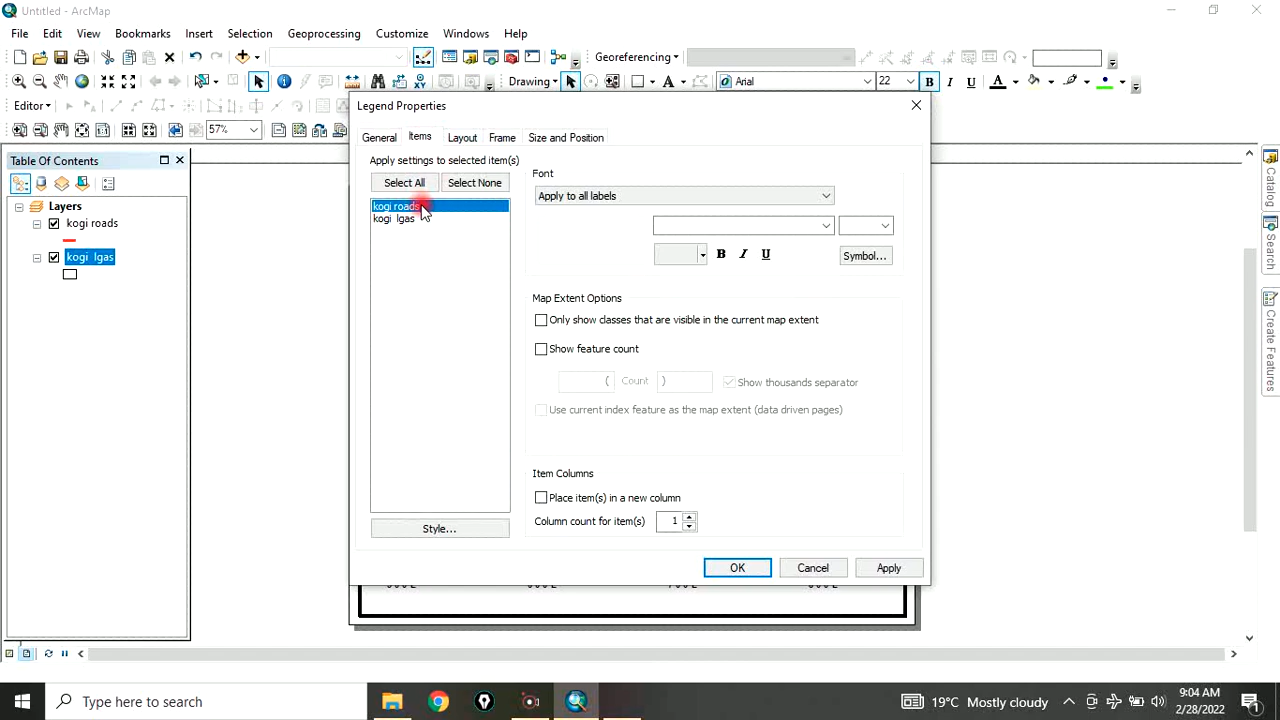 Untitled - ArcMap
File Edit View Bookmarks Insert Selection Geoprocessing Customize Windows Help
Georeferencing
Drawing Arial 22 B I U A
Editor
57%
Legend Properties
General Items Layout Frame Size and Position
Table Of Contents
Layers
kogi roads
kogi lgas
Apply settings to selected item(s)
Select All Select None
kogi roads
kogi lgas
Style...
Font
Apply to all labels
B I U Symbol...
Map Extent Options
Only show classes that are visible in the current map extent
Show feature count
( Count )
Show thousands separator
Use current index feature as the map extent (data driven pages)
Item Columns
Place item(s) in a new column
Column count for item(s) 1
OK Cancel Apply
Catalog
Search
Create Features
Type here to search
19°C Mostly cloudy
9:04 AM
2/28/2022
1